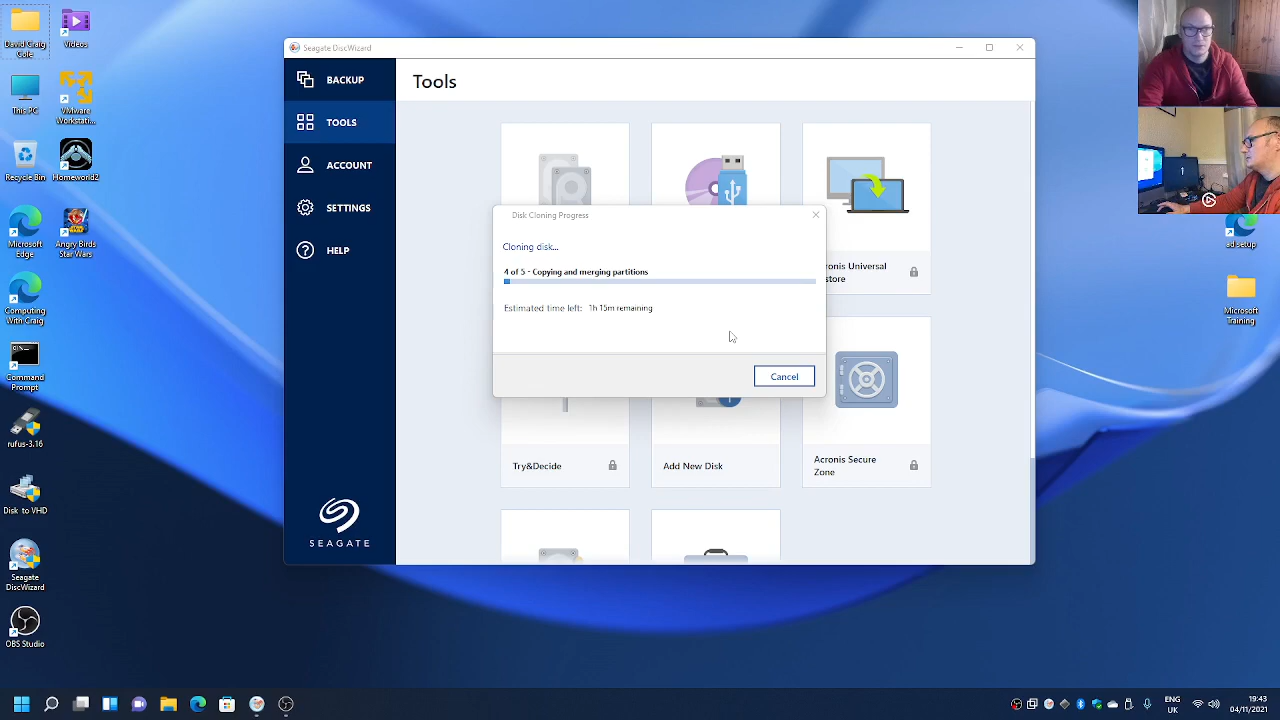 David Craig
Cole
Videos
This PC
VMware
Workstati...
Recycle Bin
Homeworld2
Microsoft
Edge
Angry Birds
Star Wars
Computing
With Craig
Command
Prompt
rufus-3.16
Disk to VHD
Seagate
DiscWizard
OBS Studio
Seagate DiscWizard
BACKUP
TOOLS
ACCOUNT
SETTINGS
HELP
SEAGATE
Tools
Disk Cloning Progress
Cloning disk...
4 of 5 - Copying and merging partitions
Estimated time left: 1h 15m remaining
Cancel
Acronis Universal
Restore
Try&Decide
Add New Disk
Acronis Secure
Zone
ad setup
Microsoft
Training
ENG
UK
19:43
04/11/2021